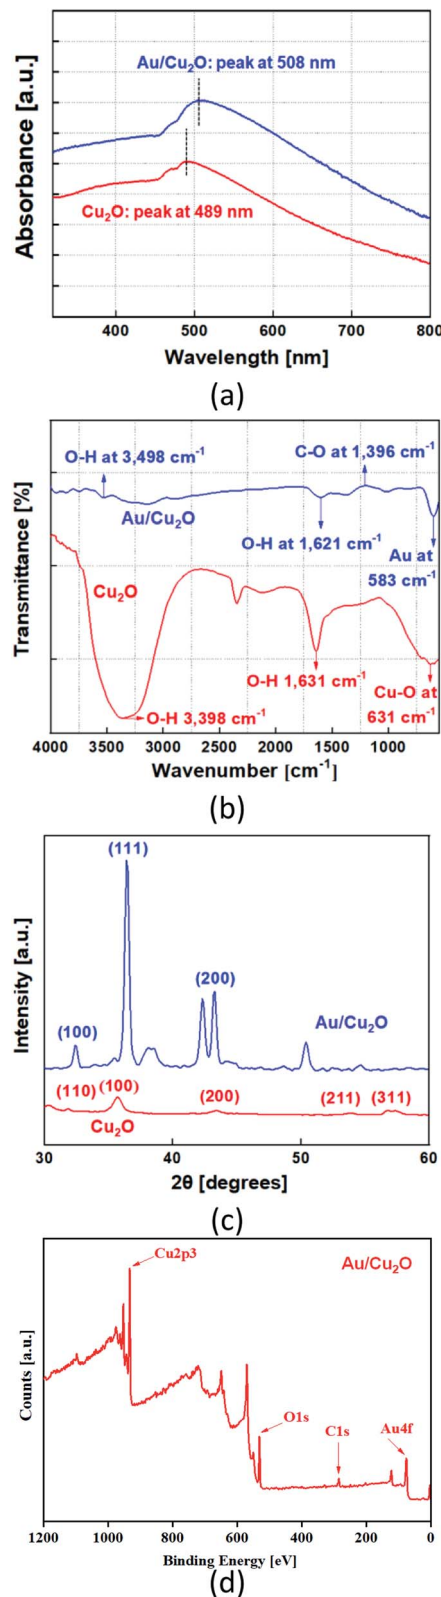 Absorbance [a.u.]
Au/Cu₂O: peak at 508 nm
Cu₂O: peak at 489 nm
400 500 600 700 800
Wavelength [nm]
(a)
Transmittance [%]
O-H at 3,498 cm⁻¹
C-O at 1,396 cm⁻¹
Au/Cu₂O
O-H at 1,621 cm⁻¹
Au at
583 cm⁻¹
Cu₂O
O-H 1,631 cm⁻¹
Cu-O at
631 cm⁻¹
O-H 3,398 cm⁻¹
4000 3500 3000 2500 2000 1500 1000
Wavenumber [cm⁻¹]
(b)
Intensity [a.u.]
(111)
(200)
(100)
Au/Cu₂O
(110) (100) (200) (211) (311)
Cu₂O
30 40 50 60
2θ [degrees]
(c)
Counts [a.u.]
Cu2p3
Au/Cu₂O
O1s
C1s
Au4f
1200 1000 800 600 400 200 0
Binding Energy [eV]
(d)